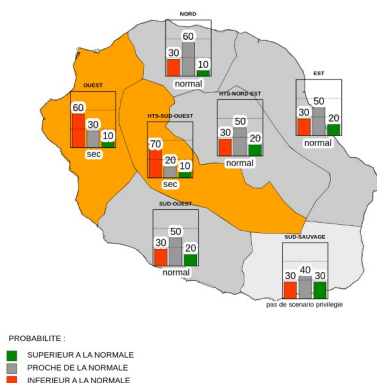 NORD
30 60 10
normal
OUEST
60 30 10
sec
HTS-SUD-OUEST
70 20 10
sec
HTS-NORD-EST
30 50 20
normal
EST
30 50 20
normal
SUD-OUEST
30 50 20
normal
SUD-SAUVAGE
30 40 30
pas de scenario privilegie
PROBABILITE :
SUPERIEUR A LA NORMALE
PROCHE DE LA NORMALE
INFERIEUR A LA NORMALE